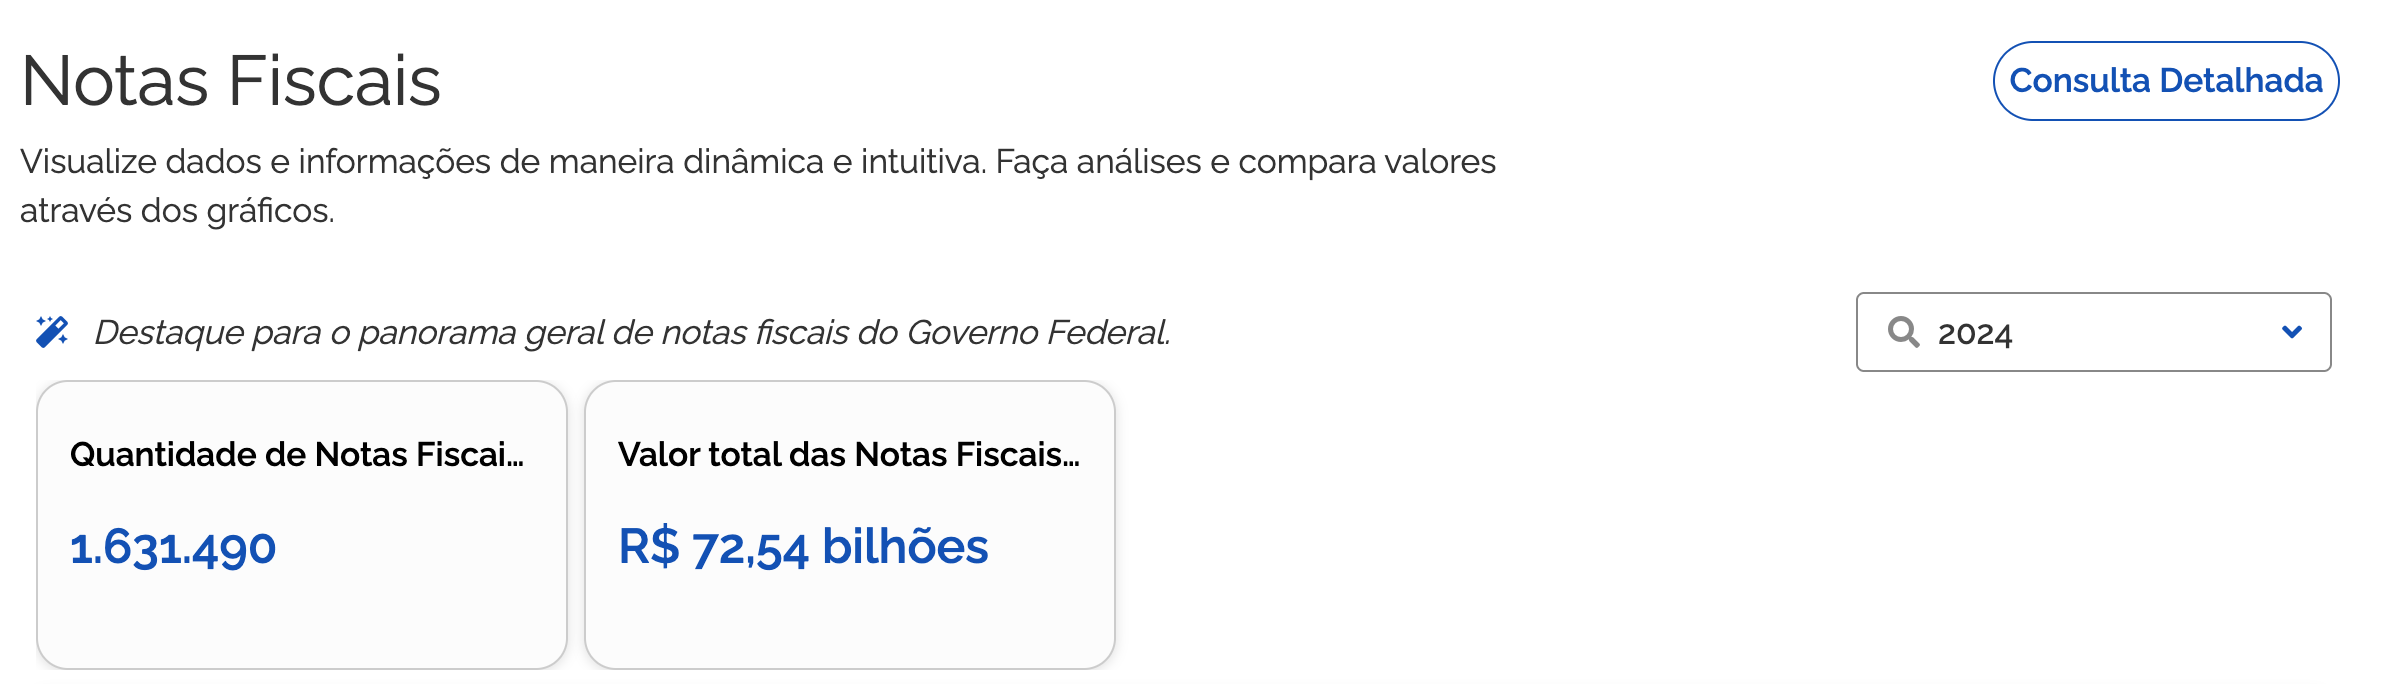 Notas Fiscais
Consulta Detalhada
Visualize dados e informações de maneira dinâmica e intuitiva. Faça análises e compara valores
através dos gráficos.
Destaque para o panorama geral de notas fiscais do Governo Federal.
2024
Quantidade de Notas Fiscai...
1.631.490
Valor total das Notas Fiscais...
R$ 72,54 bilhões